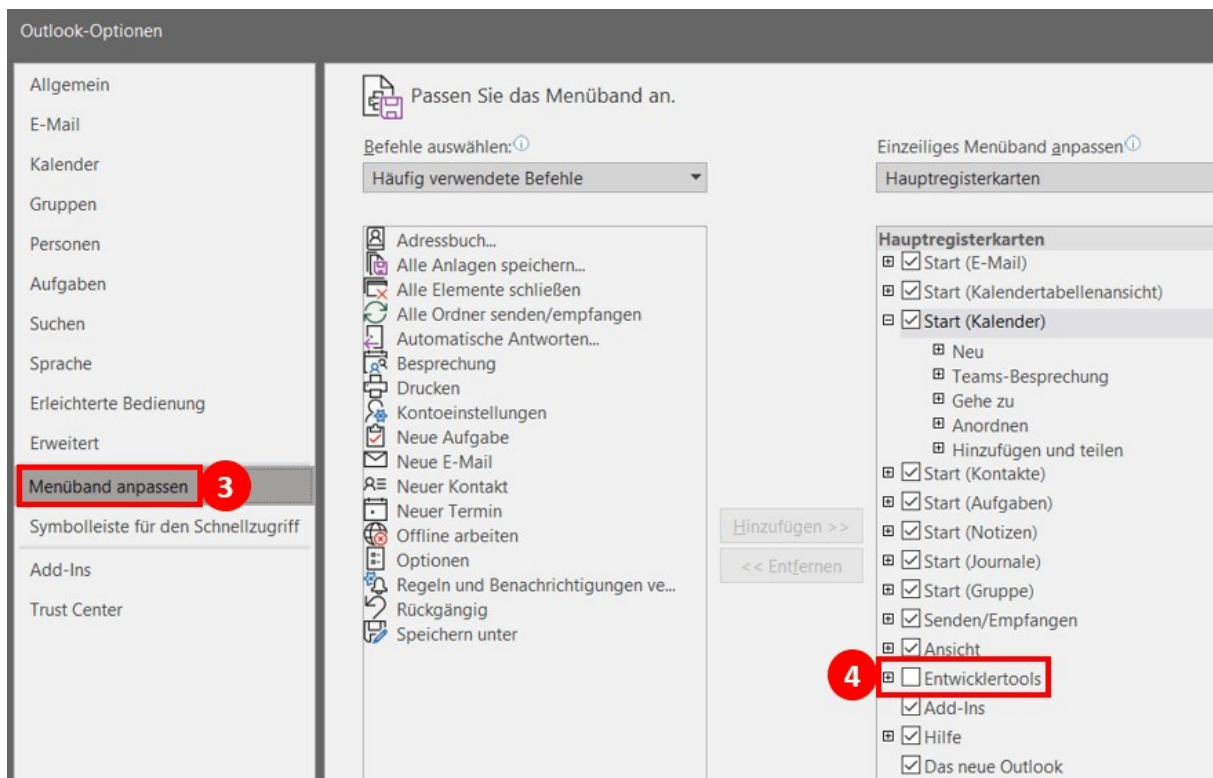 Outlook-Optionen
Allgemein
E-Mail
Kalender
Gruppen
Personen
Aufgaben
Suchen
Sprache
Erleichterte Bedienung
Erweitert
Menüband anpassen
3
Symbolleiste für den Schnellzugriff
Add-Ins
Trust Center
Passen Sie das Menüband an.
Befehle auswählen:
Häufig verwendete Befehle
Adressbuch...
Alle Anlagen speichern...
Alle Elemente schließen
Alle Ordner senden/empfangen
Automatische Antworten...
Besprechung
Drucken
Kontoeinstellungen
Neue Aufgabe
Neue E-Mail
Neuer Kontakt
Neuer Termin
Offline arbeiten
Optionen
Regeln und Benachrichtigungen ve...
Rückgängig
Speichern unter
Hinzufügen >>
<< Entfernen
Einzeiliges Menüband anpassen
Hauptregisterkarten
Hauptregisterkarten
Start (E-Mail)
Start (Kalendertabellenansicht)
Start (Kalender)
Neu
Teams-Besprechung
Gehe zu
Anordnen
Hinzufügen und teilen
Start (Kontakte)
Start (Aufgaben)
Start (Notizen)
Start (Journale)
Start (Gruppe)
Senden/Empfangen
Ansicht
4
Entwicklertools
Add-Ins
Hilfe
Das neue Outlook